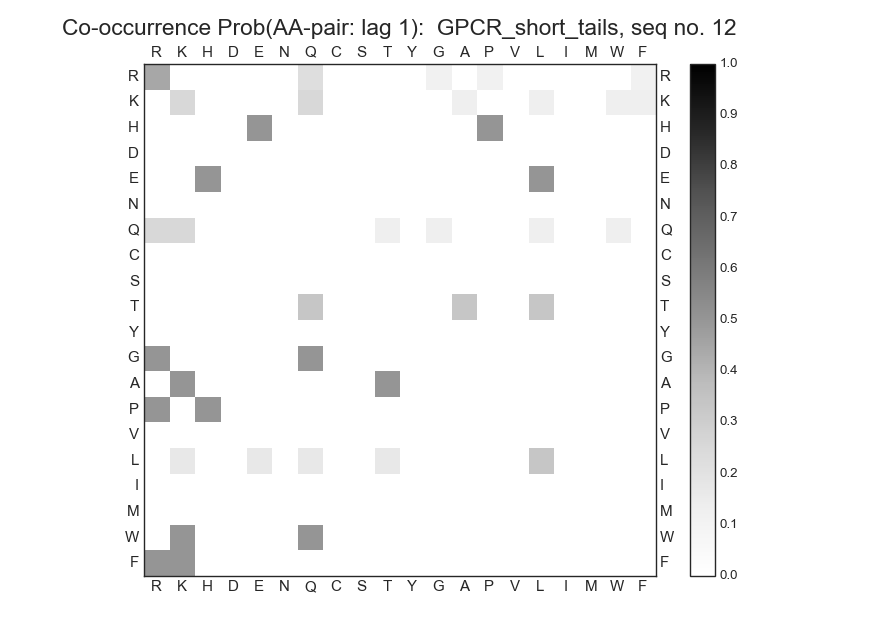 Co-occurrence Prob(AA-pair: lag 1):  GPCR_short_tails, seq no. 12
R K H D E N Q C S T Y G A P V L I M W F
R R 1.0
K K 0.9
H H
D D 0.8
E E
N N 0.7
Q Q 0.6
C C
S S
T T 0.5
Y Y
G G 0.4
A A
P P 0.3
V V
L L 0.2
I I
M M 0.1
W W
F F 0.0
R K H D E N Q C S T Y G A P V L I M W F